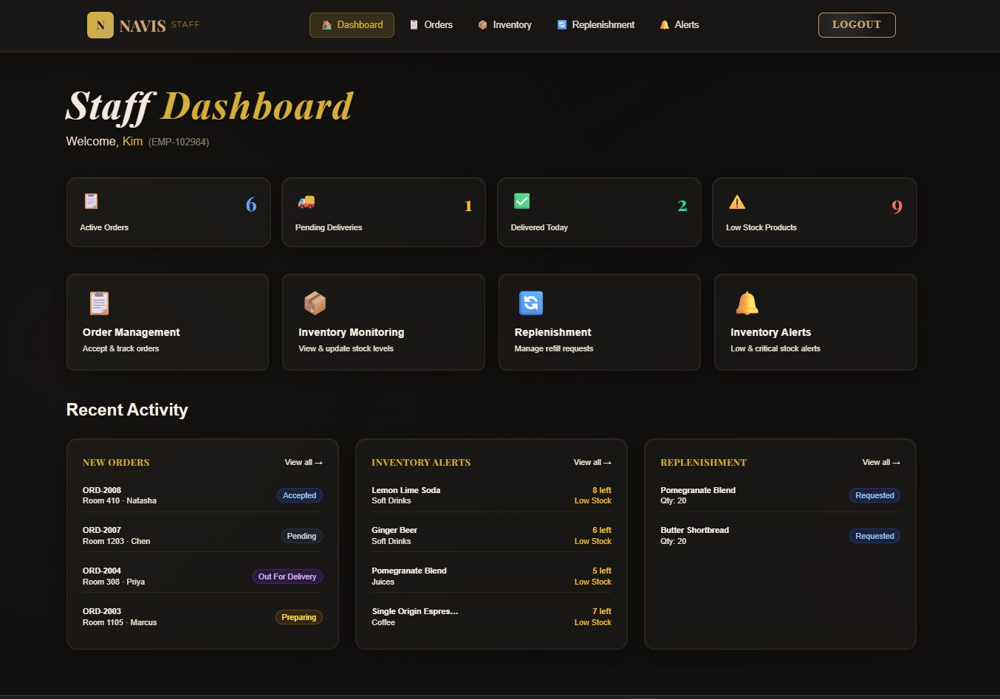 N NAVIS STAFF
Dashboard Orders Inventory Replenishment Alerts
LOGOUT
Staff Dashboard
Welcome, Kim (EMP-102984)
6
Active Orders
1
Pending Deliveries
2
Delivered Today
9
Low Stock Products
Order Management
Accept & track orders
Inventory Monitoring
View & update stock levels
Replenishment
Manage refill requests
Inventory Alerts
Low & critical stock alerts
Recent Activity
NEW ORDERS View all →
ORD-2008
Room 410 · Natasha
Accepted
ORD-2007
Room 1203 · Chen
Pending
ORD-2004
Room 308 · Priya
Out For Delivery
ORD-2003
Room 1105 · Marcus
Preparing
INVENTORY ALERTS View all →
Lemon Lime Soda 8 left
Soft Drinks Low Stock
Ginger Beer 6 left
Soft Drinks Low Stock
Pomegranate Blend 5 left
Juices Low Stock
Single Origin Espres... 7 left
Coffee Low Stock
REPLENISHMENT View all →
Pomegranate Blend
Qty: 20
Requested
Butter Shortbread
Qty: 20
Requested